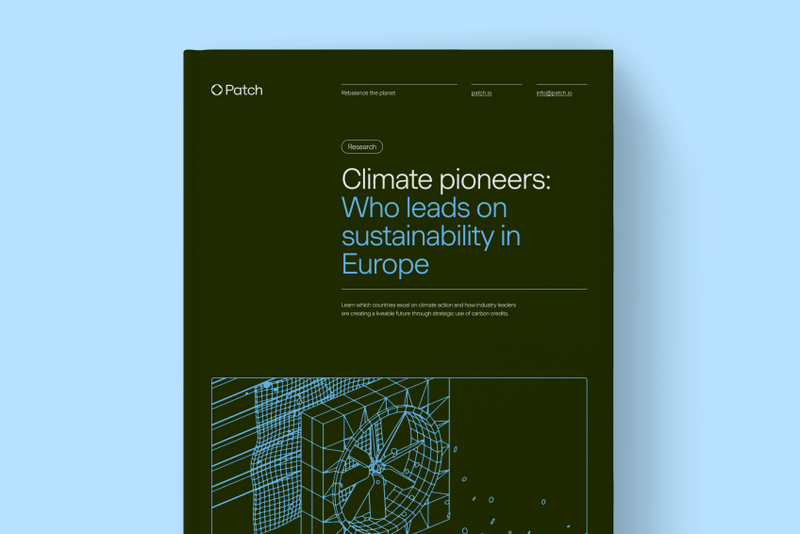 Patch
Rebalance the planet
patch.io
info@patch.io
Research
Climate pioneers:
Who leads on
sustainability in
Europe
Learn which countries excel on climate action and how industry leaders
are creating a liveable future through strategic use of carbon credits.